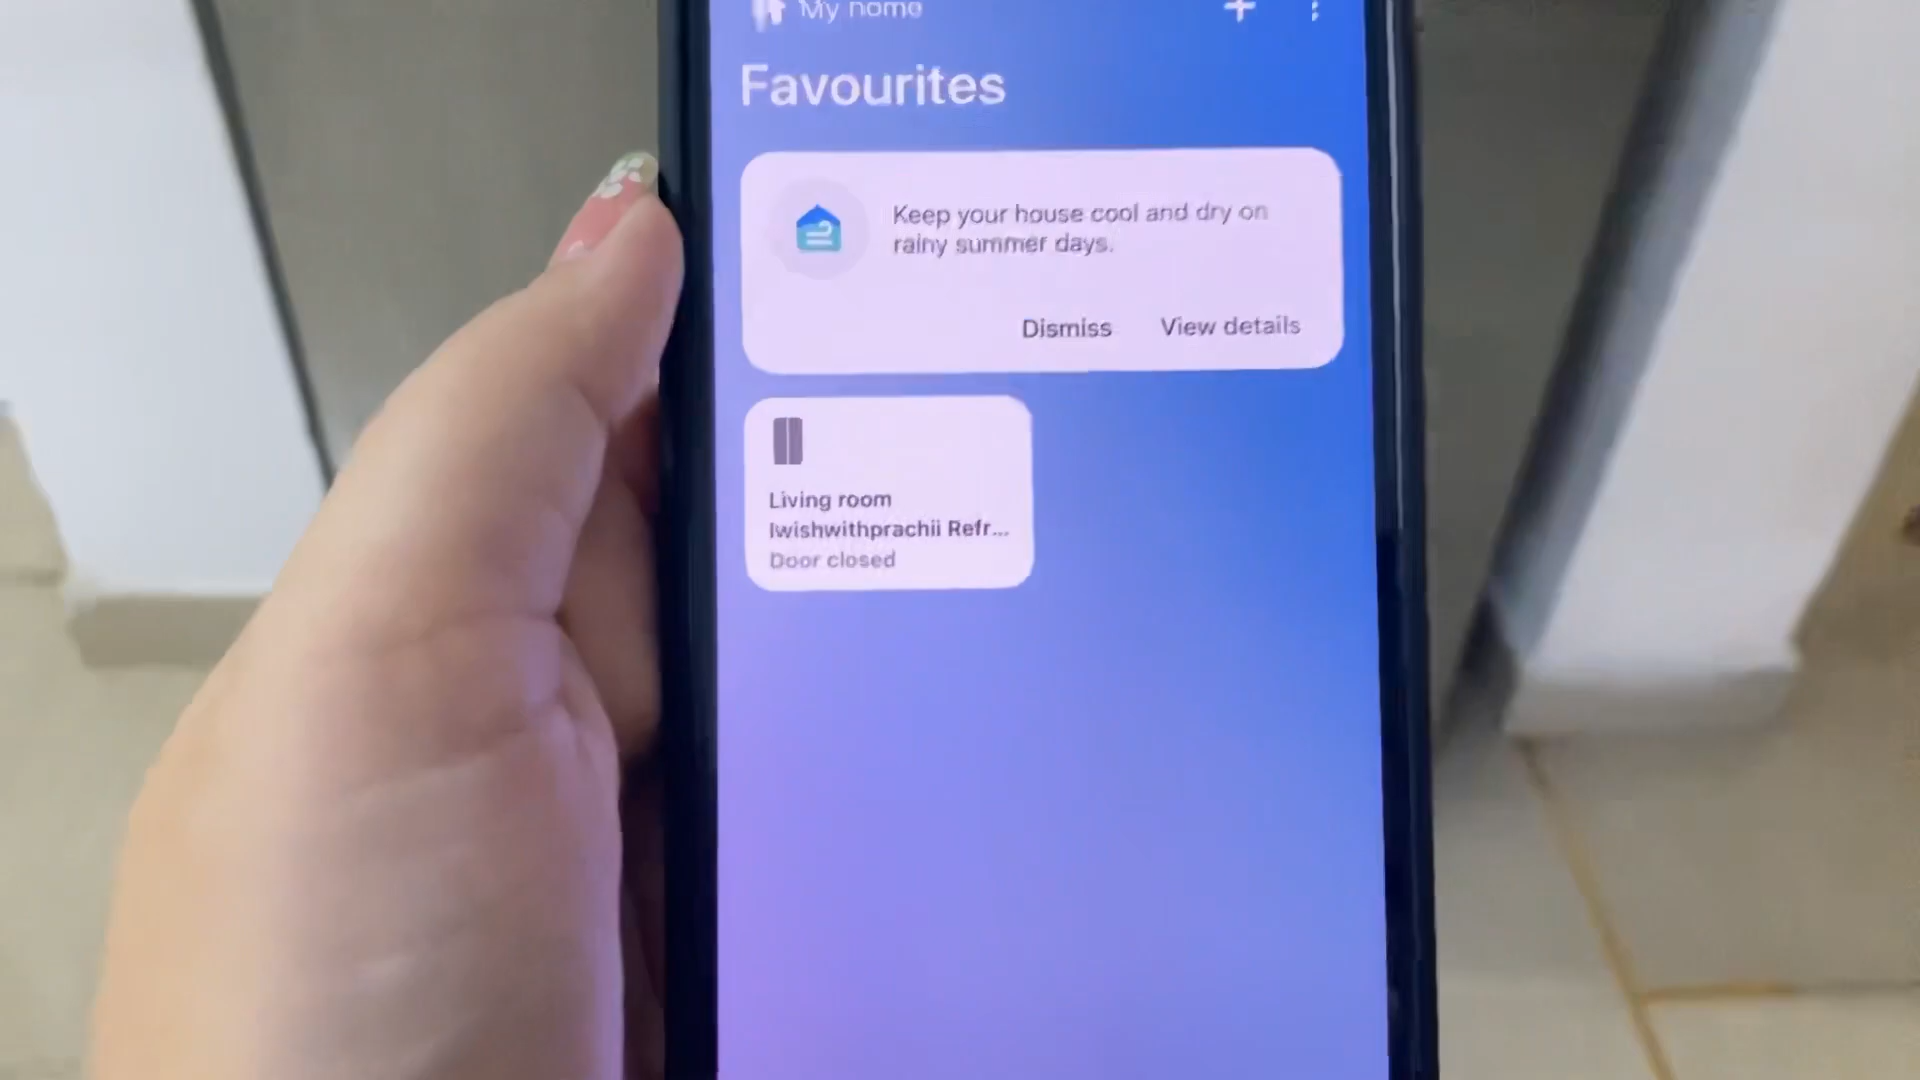 My home
Favourites
Keep your house cool and dry on
rainy summer days.
Dismiss
View details
Living room
Iwishwithprachii Refr...
Door closed